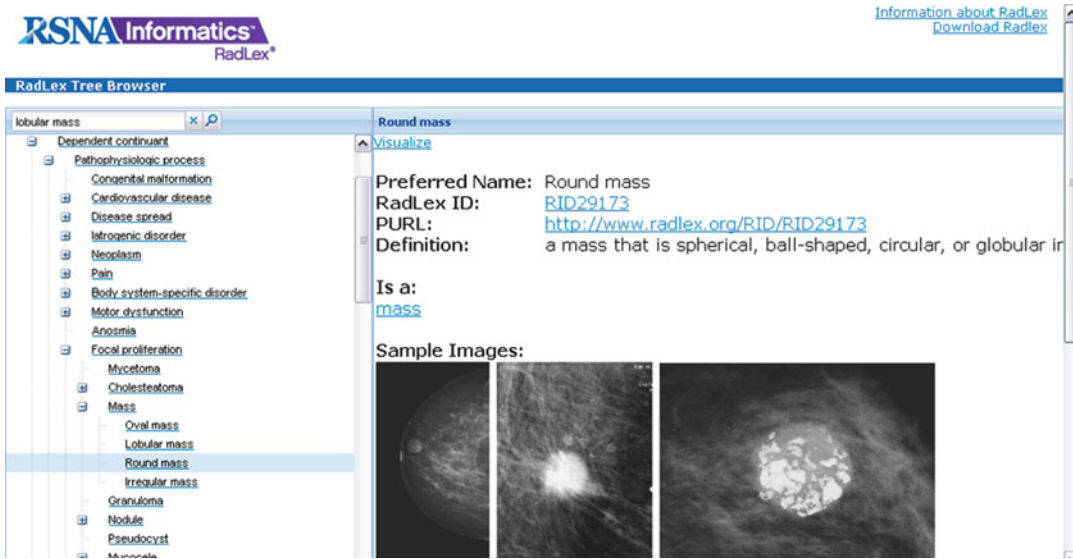 Information about RadLex
Download Radlex
RSNA Informatics™
RadLex®
RadLex Tree Browser
lobular mass
Dependent continuant
Pathophysiologic process
Congenital malformation
Cardiovascular disease
Disease spread
Iatrogenic disorder
Neoplasm
Pain
Body system-specific disorder
Motor dysfunction
Anosmia
Focal proliferation
Mycetoma
Cholesteatoma
Mass
Oval mass
Lobular mass
Round mass
Irregular mass
Granuloma
Nodule
Pseudocyst
Mucocele
Round mass
Visualize
Preferred Name: Round mass
RadLex ID: RID29173
PURL: http://www.radlex.org/RID/RID29173
Definition: a mass that is spherical, ball-shaped, circular, or globular in
Is a:
mass
Sample Images: